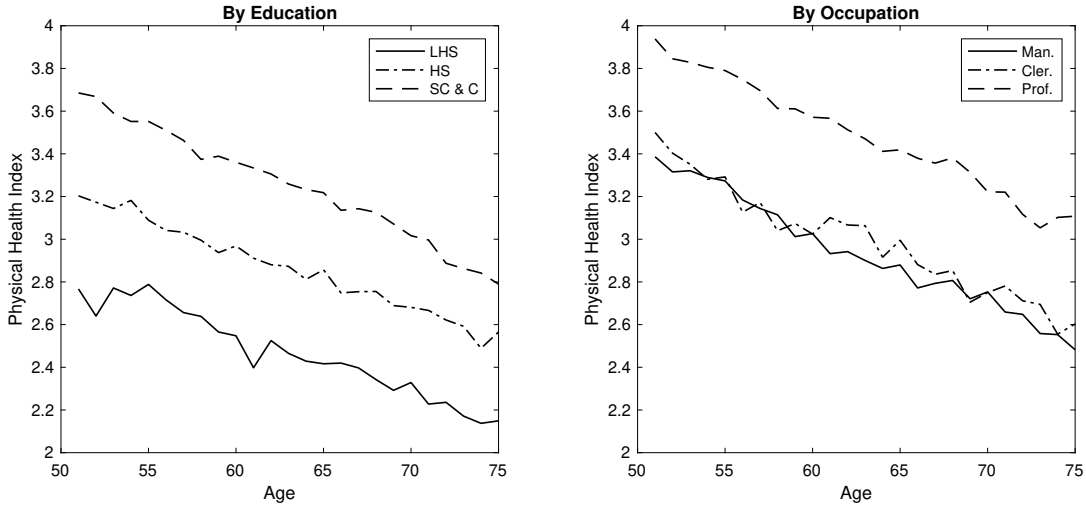 By Education
4
3.8
3.6
3.4
3.2
3
2.8
2.6
2.4
2.2
2
Physical Health Index
50
55
60
65
70
75
Age
LHS
HS
SC & C
By Occupation
4
3.8
3.6
3.4
3.2
3
2.8
2.6
2.4
2.2
2
Physical Health Index
50
55
60
65
70
75
Age
Man.
Cler.
Prof.